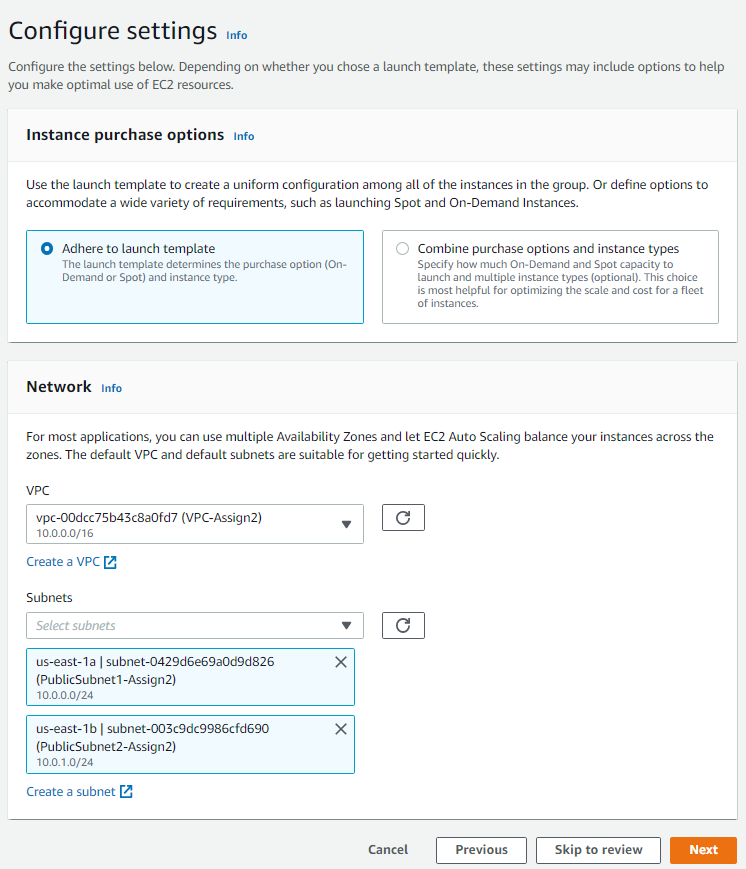 Configure settings Info
Configure the settings below. Depending on whether you chose a launch template, these settings may include options to help
you make optimal use of EC2 resources.
Instance purchase options Info
Use the launch template to create a uniform configuration among all of the instances in the group. Or define options to
accommodate a wide variety of requirements, such as launching Spot and On-Demand Instances.
Adhere to launch template
The launch template determines the purchase option (On-
Demand or Spot) and instance type.
Combine purchase options and instance types
Specify how much On-Demand and Spot capacity to
launch and multiple instance types (optional). This choice
is most helpful for optimizing the scale and cost for a fleet
of instances.
Network Info
For most applications, you can use multiple Availability Zones and let EC2 Auto Scaling balance your instances across the
zones. The default VPC and default subnets are suitable for getting started quickly.
VPC
vpc-00dcc75b43c8a0fd7 (VPC-Assign2)
10.0.0.0/16
Create a VPC
Subnets
Select subnets
us-east-1a | subnet-0429d6e69a0d9d826
(PublicSubnet1-Assign2)
10.0.0.0/24
us-east-1b | subnet-003c9dc9986cfd690
(PublicSubnet2-Assign2)
10.0.1.0/24
Create a subnet
Cancel Previous Skip to review Next